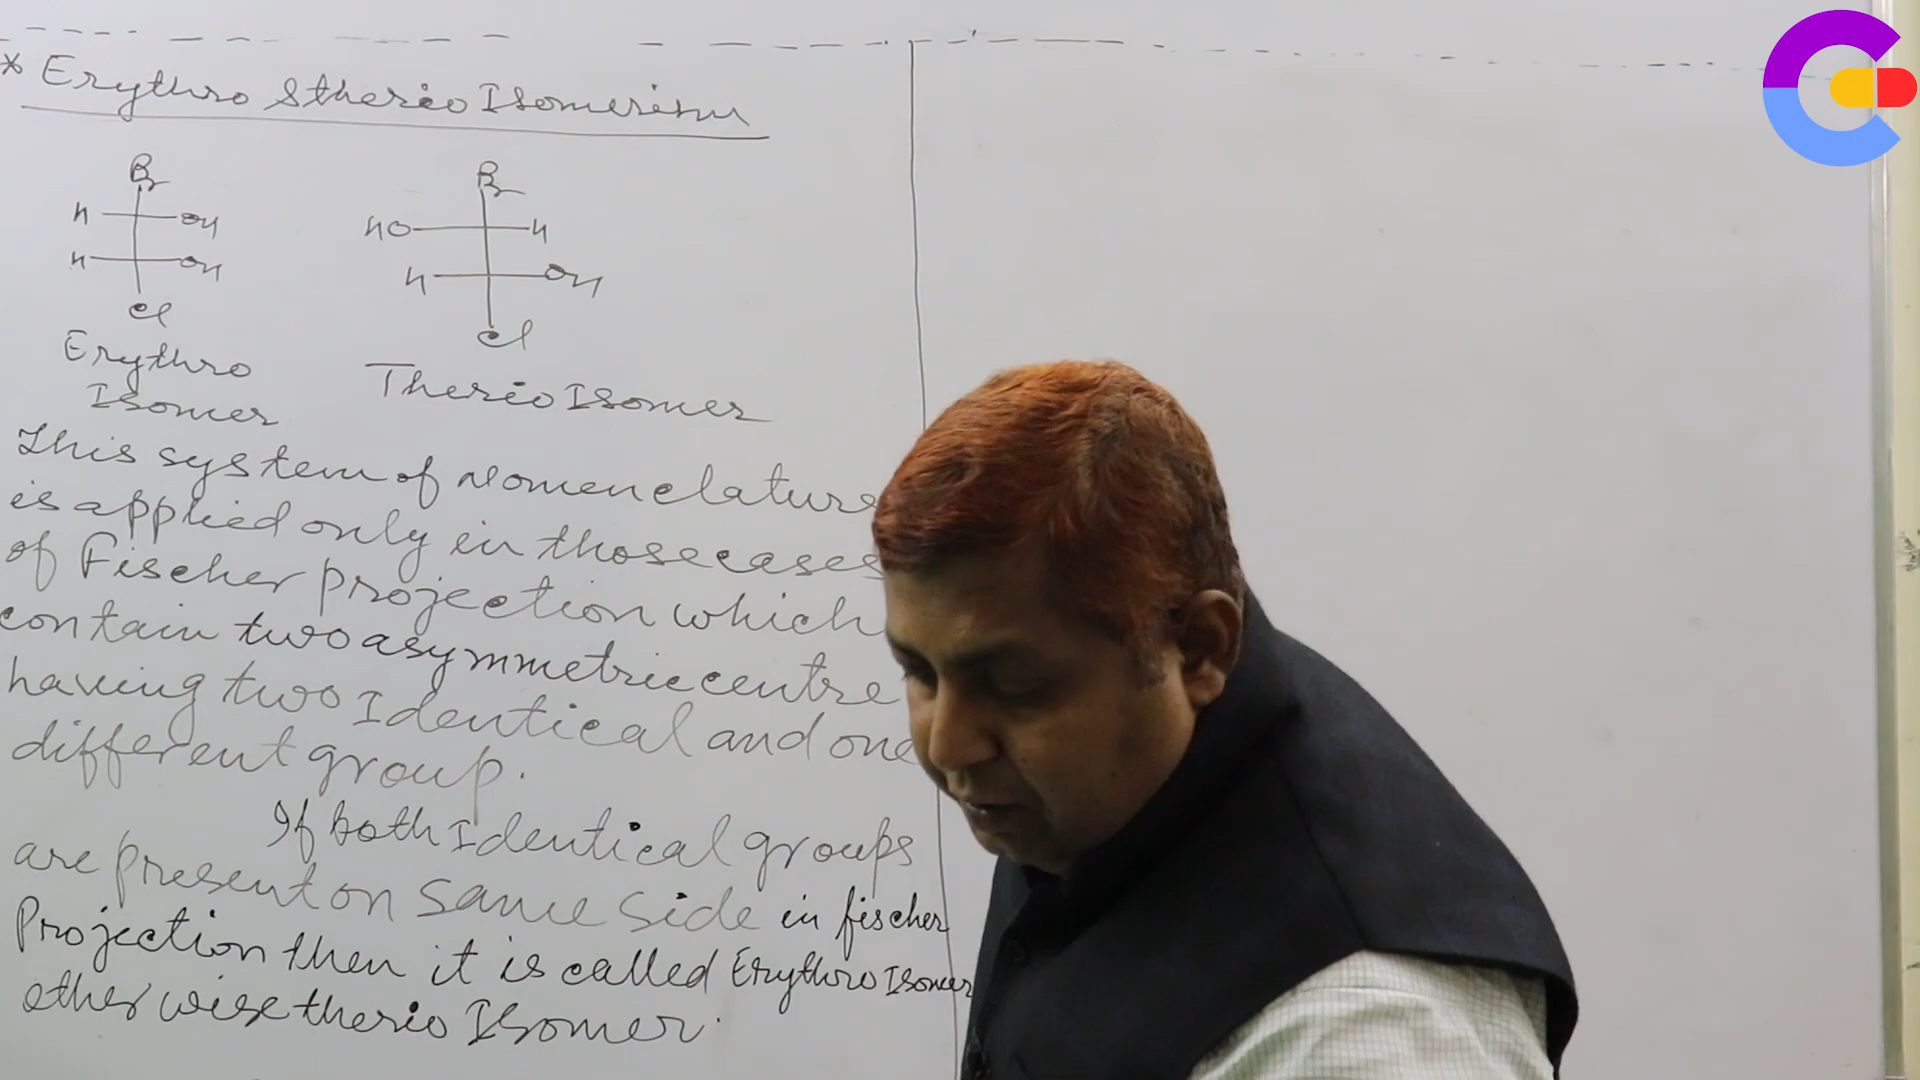 * Erythro & therio Isomerism
Br Br
H OH HO H
H OH H OH
Cl Cl
Erythro
Isomer
Therio Isomer
This system of Nomenclature
is applied only in those cases
of Fischer projection which
contain two asymmetric centre
having two Identical and one
different group.
If both Identical groups
are present on same side in fischer
Projection then it is called Erythro Isomer
other wise therio Isomer.